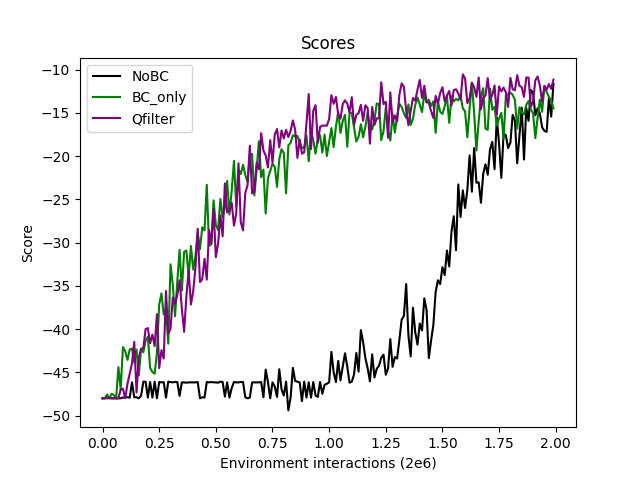 Scores
NoBC
BC_only
Qfilter
Score
−10
−15
−20
−25
−30
−35
−40
−45
−50
0.00 0.25 0.50 0.75 1.00 1.25 1.50 1.75 2.00
Environment interactions (2e6)